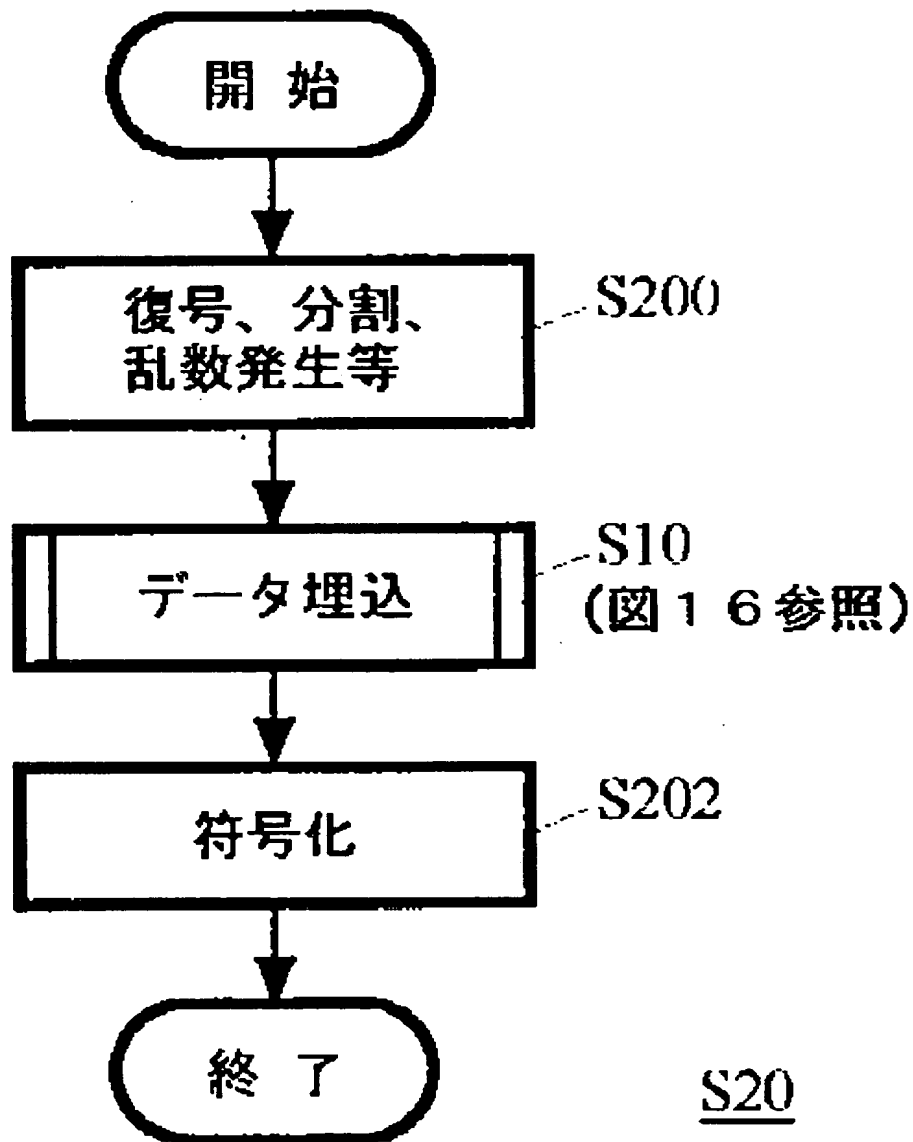 開 始
復号、分割、
乱数発生等
S200
データ埋込
S10
(図１６参照)
符号化
S202
終 了
S20